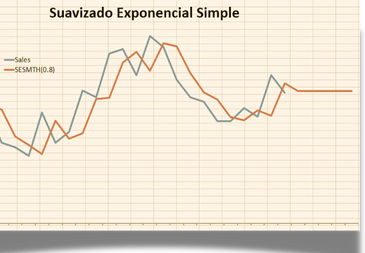 Suavizado Exponencial Simple
Sales
SESMTH(0.8)